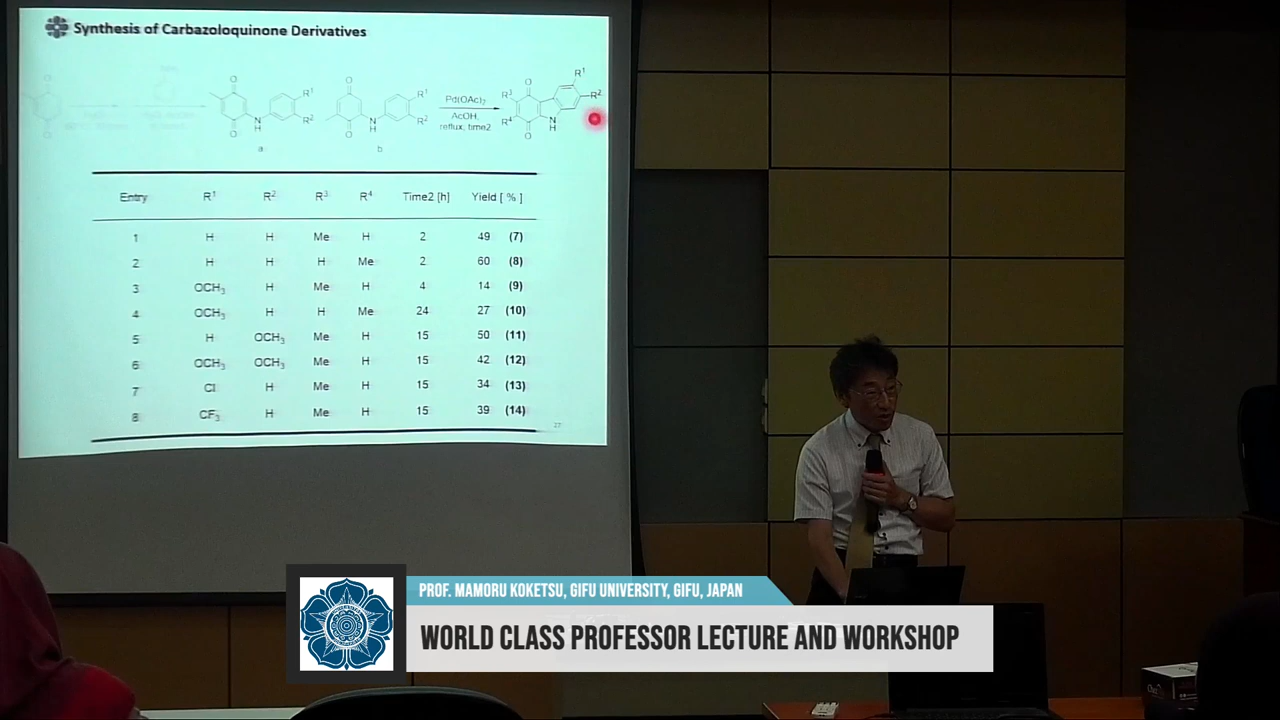 Synthesis of Carbazoloquinone Derivatives
O O R¹ O R¹ O R¹
R³ R²
N H R² N H R² R⁴ N H
O O O
Pd(OAc)₂
AcOH,
reflux, time2
a b
Entry R¹ R² R³ R⁴ Time2 [h] Yield [ % ]
1 H H Me H 2 49 (7)
2 H H H Me 2 60 (8)
3 OCH₃ H Me H 4 14 (9)
4 OCH₃ H H Me 24 27 (10)
5 H OCH₃ Me H 15 50 (11)
6 OCH₃ OCH₃ Me H 15 42 (12)
7 Cl H Me H 15 34 (13)
8 CF₃ H Me H 15 39 (14)
27
PROF. MAMORU KOKETSU, GIFU UNIVERSITY, GIFU, JAPAN
WORLD CLASS PROFESSOR LECTURE AND WORKSHOP